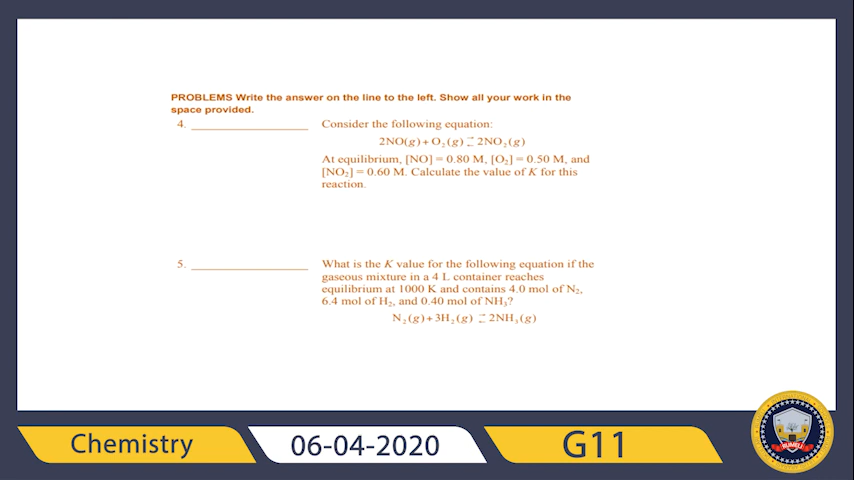 PROBLEMS Write the answer on the line to the left. Show all your work in the
space provided.
4. ______________ Consider the following equation:
2NO(g) + O₂(g) ⇌ 2NO₂(g)
At equilibrium, [NO] = 0.80 M, [O₂] = 0.50 M, and
[NO₂] = 0.60 M. Calculate the value of K for this
reaction.
5. ______________ What is the K value for the following equation if the
gaseous mixture in a 4 L container reaches
equilibrium at 1000 K and contains 4.0 mol of N₂,
6.4 mol of H₂, and 0.40 mol of NH₃?
N₂(g) + 3H₂(g) ⇌ 2NH₃(g)
Chemistry
06-04-2020
G11